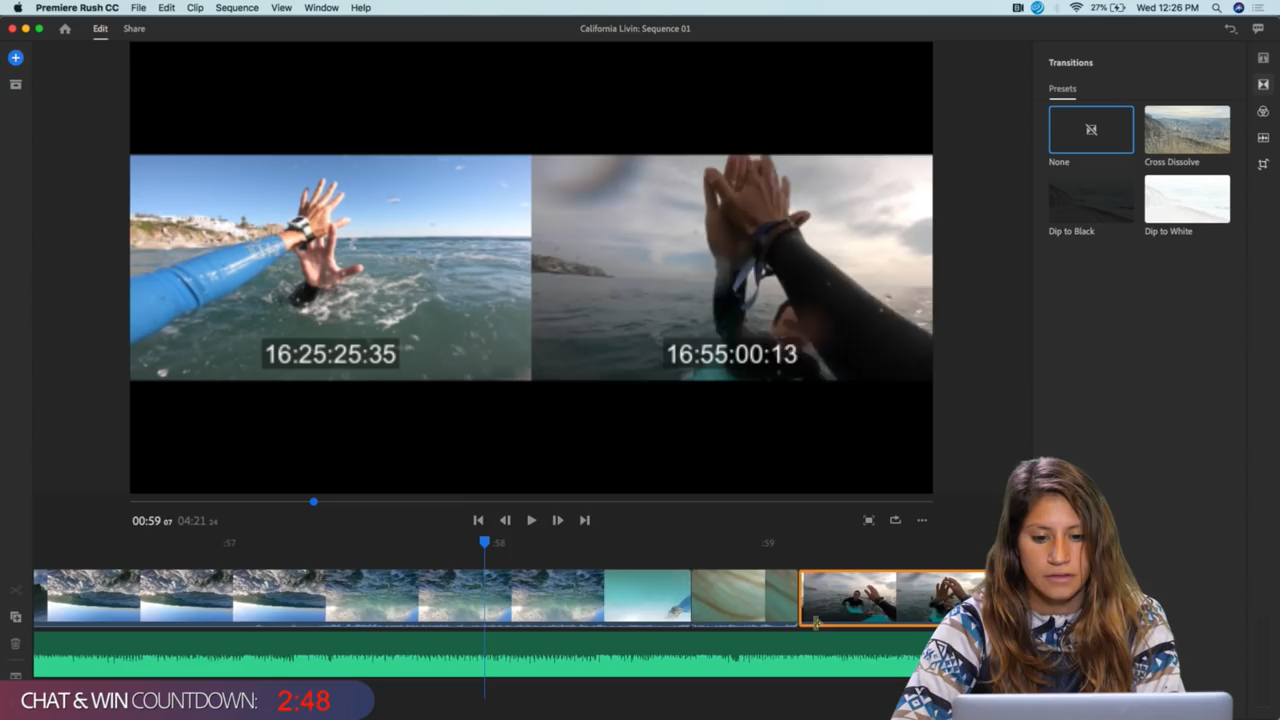 Premiere Rush CC File Edit Clip Sequence View Window Help 27% Wed 12:26 PM
Edit Share California Livin: Sequence 01
Transitions
Presets
None Cross Dissolve
Dip to Black Dip to White
16:25:25:35 16:55:00:13
00:59 07 04:21 24
:57 :58 :59
CHAT & WIN COUNTDOWN: 2:48